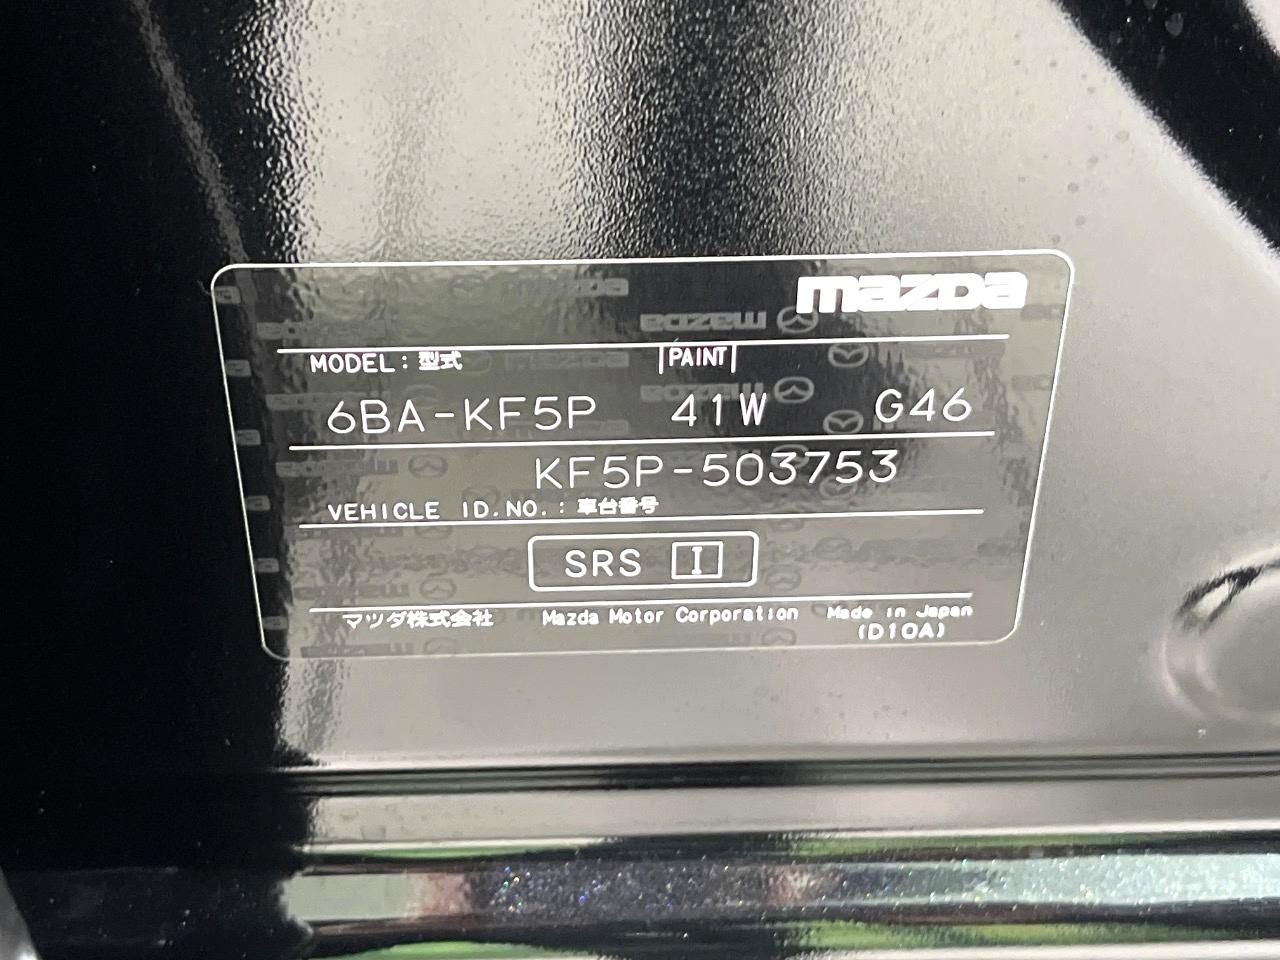 mazda
MODEL:型式 PAINT
6BA-KF5P 41W G46
KF5P-503753
VEHICLE ID.NO.:車台番号
SRS I
マツダ株式会社 Mazda Motor Corporation Made in Japan
(D10A)